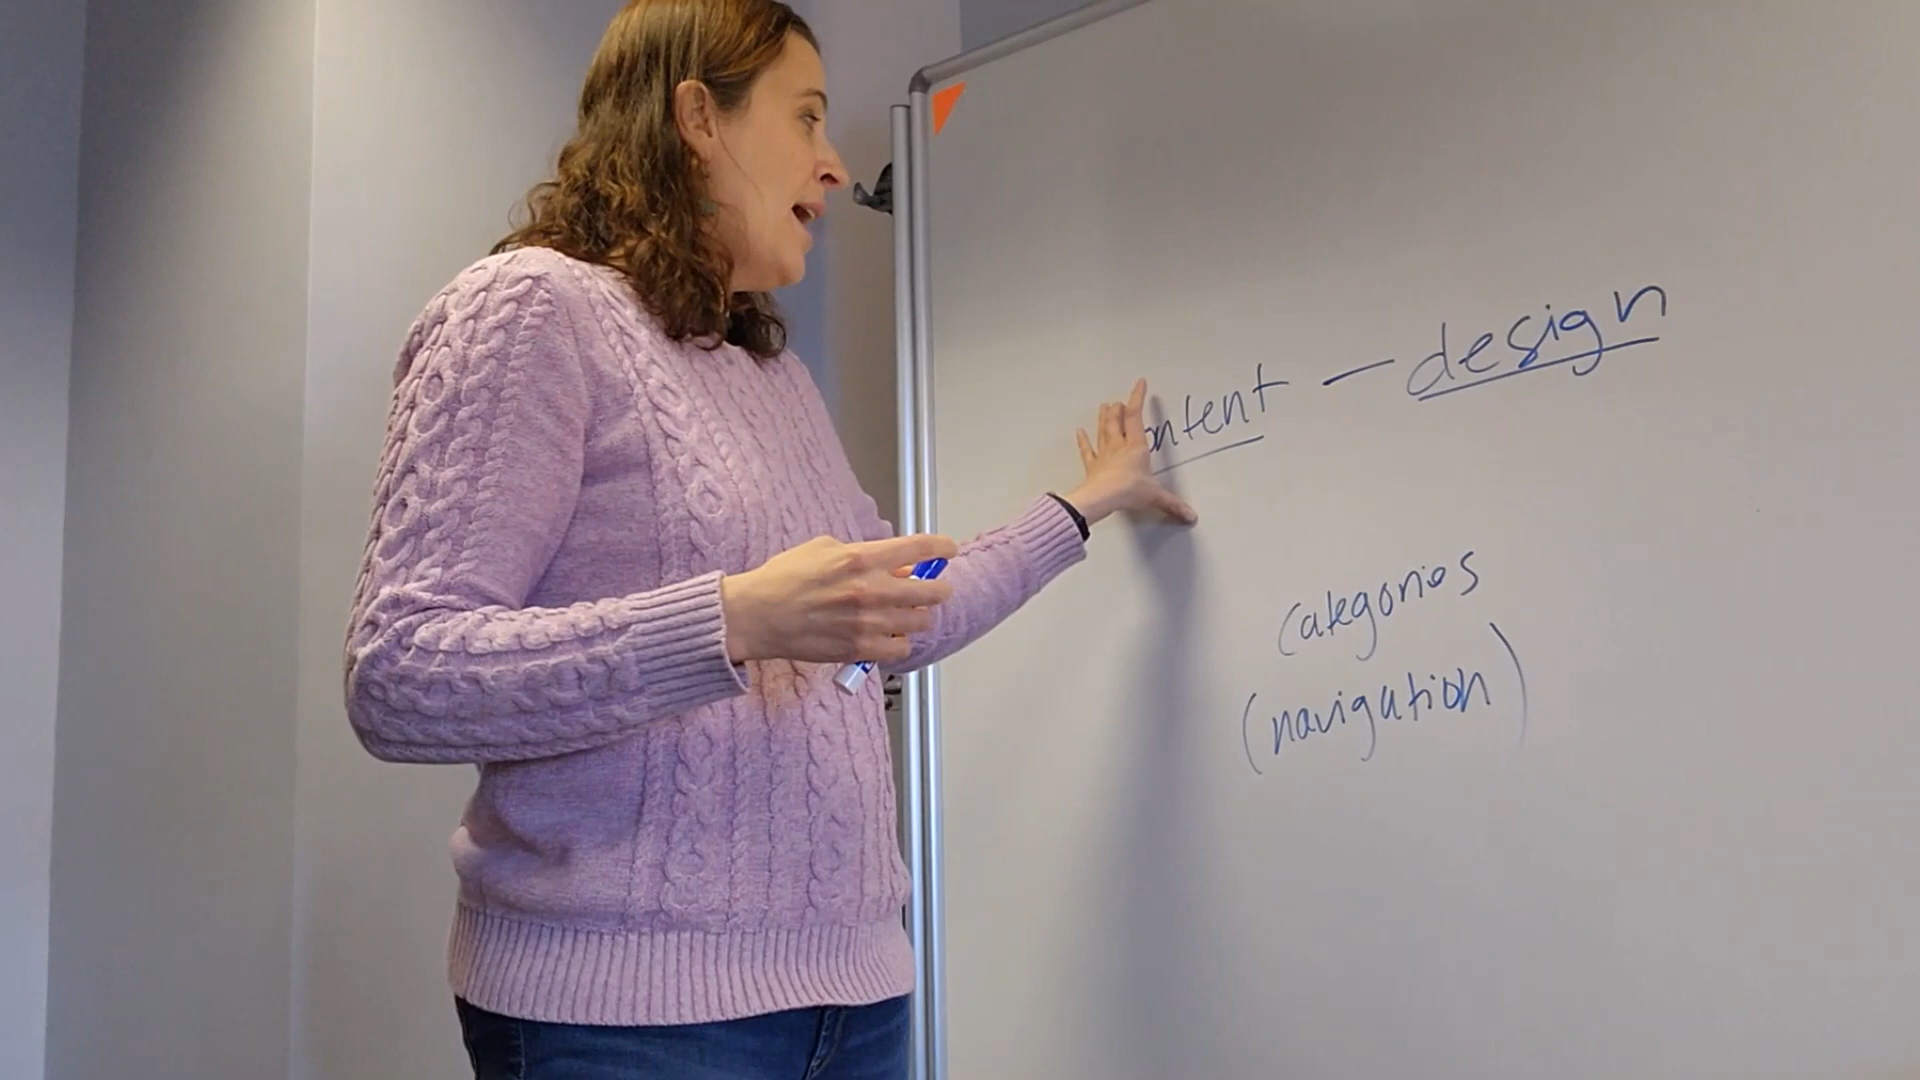 ontent — design
categories
(navigation)